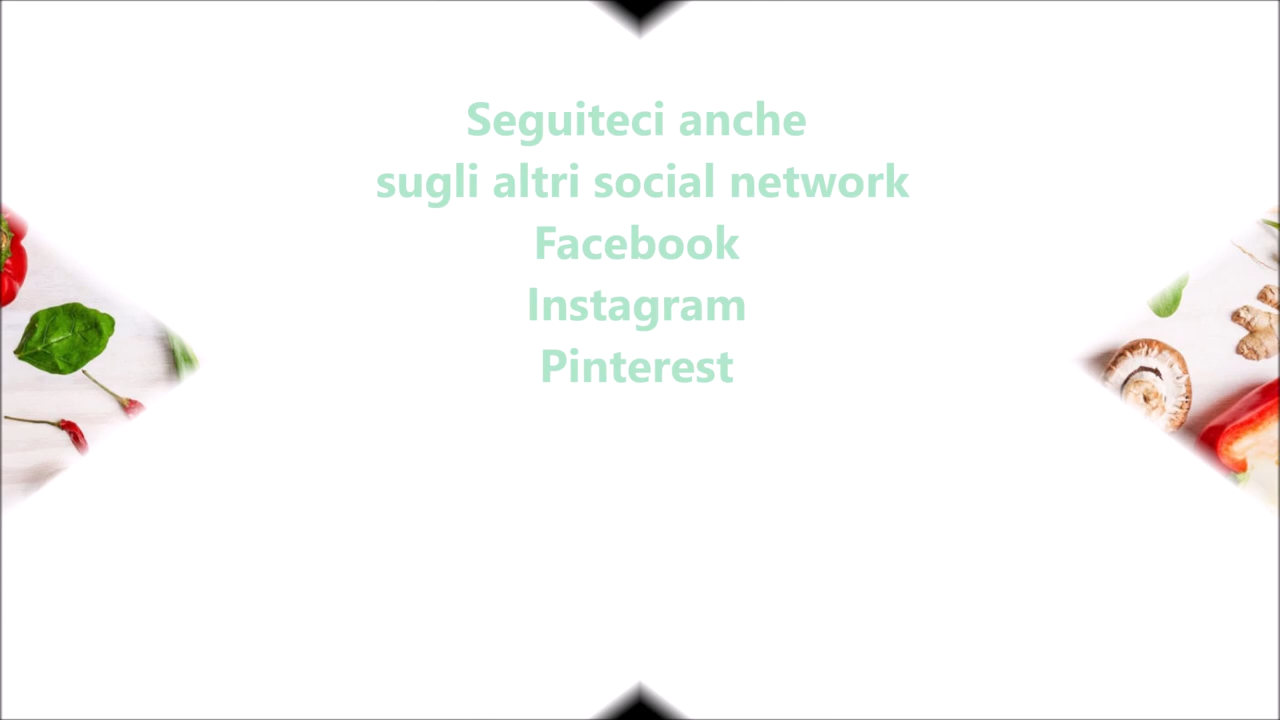 Seguiteci anche
sugli altri social network
Facebook
Instagram
Pinterest